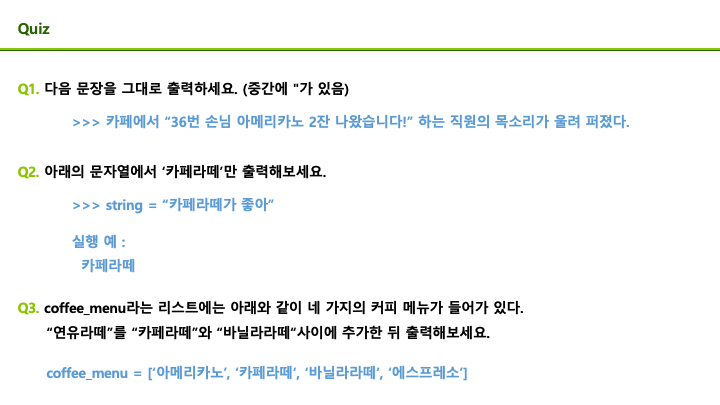 Quiz
Q1. 다음 문장을 그대로 출력하세요. (중간에 "가 있음)
>>> 카페에서 “36번 손님 아메리카노 2잔 나왔습니다!” 하는 직원의 목소리가 울려 퍼졌다.
Q2. 아래의 문자열에서 ‘카페라떼’만 출력해보세요.
>>> string = “카페라떼가 좋아”
실행 예 :
카페라떼
Q3. coffee_menu라는 리스트에는 아래와 같이 네 가지의 커피 메뉴가 들어가 있다.
“연유라떼”를 “카페라떼”와 “바닐라라떼“사이에 추가한 뒤 출력해보세요.
coffee_menu = [‘아메리카노’, ‘카페라떼‘, ‘바닐라라떼‘, ‘에스프레소‘]